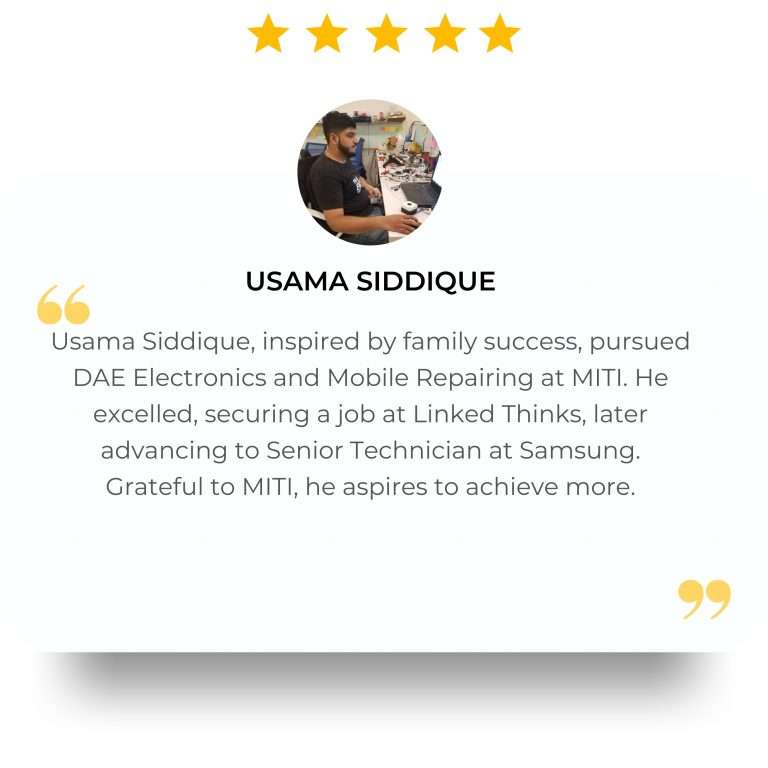 USAMA SIDDIQUE
“
Usama Siddique, inspired by family success, pursued
DAE Electronics and Mobile Repairing at MITI. He
excelled, securing a job at Linked Thinks, later
advancing to Senior Technician at Samsung.
Grateful to MITI, he aspires to achieve more.
”